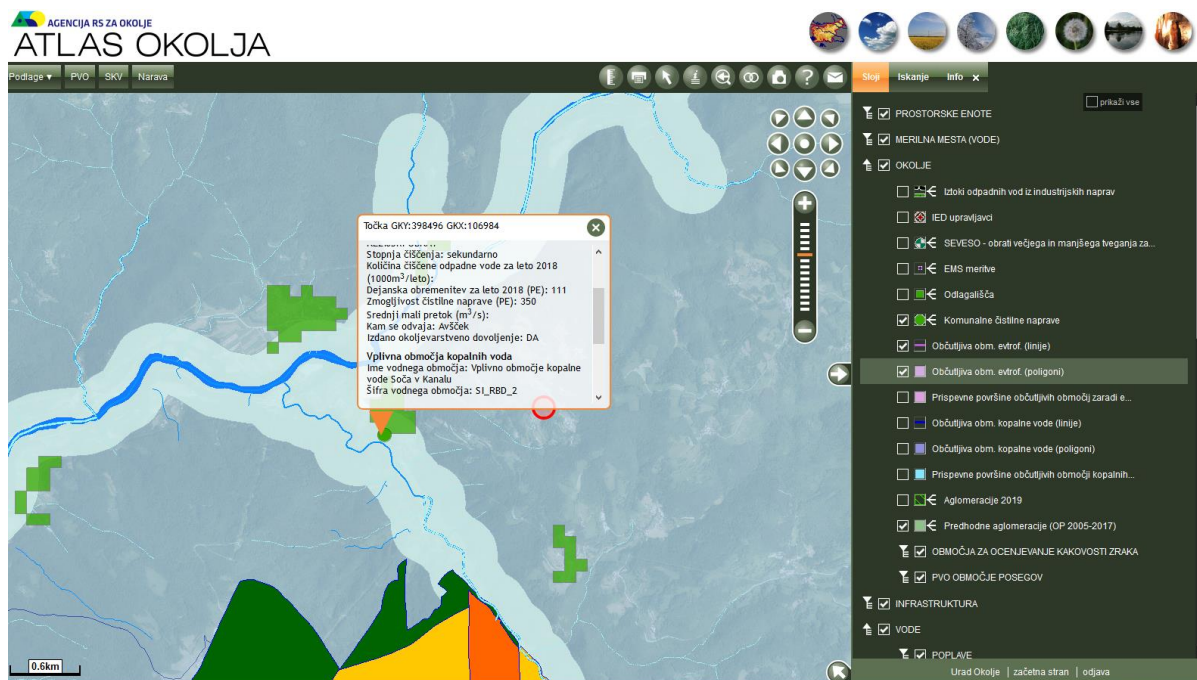 AGENCIJA RS ZA OKOLJE
ATLAS OKOLJA
Podlage ▼ PVO SKV Narava
Sloji Iskanje Info x
prikaži vse
PROSTORSKE ENOTE
MERILNA MESTA (VODE)
OKOLJE
Iztoki odpadnih vod iz industrijskih naprav
IED upravljavci
SEVESO - obrati večjega in manjšega tveganja za...
EMS meritve
Odlagališča
Komunalne čistilne naprave
Občutljiva obm. evtrof. (linije)
Občutljiva obm. evtrof. (poligoni)
Prispevne površine občutljivih območij zaradi e...
Občutljiva obm. kopalne vode (linije)
Občutljiva obm. kopalne vode (poligoni)
Prispevne površine občutljivih območji kopalnih...
Aglomeracije 2019
Predhodne aglomeracije (OP 2005-2017)
OBMOČJA ZA OCENJEVANJE KAKOVOSTI ZRAKA
PVO OBMOČJE POSEGOV
INFRASTRUKTURA
VODE
POPLAVE
Urad Okolje | začetna stran | odjava
Točka GKY:398496 GKX:106984
Stopnja čiščenja: sekundarno
Količina čiščene odpadne vode za leto 2018
(1000m³/leto):
Dejanska obremenitev za leto 2018 (PE): 111
Zmogljivost čistilne naprave (PE): 350
Srednji mali pretok (m³/s):
Kam se odvaja: Avšček
Izdano okoljevarstveno dovoljenje: DA
Vplivna območja kopalnih voda
Ime vodnega območja: Vplivno območje kopalne
vode Soča v Kanalu
Šifra vodnega območja: SI_RBD_2
0.6km